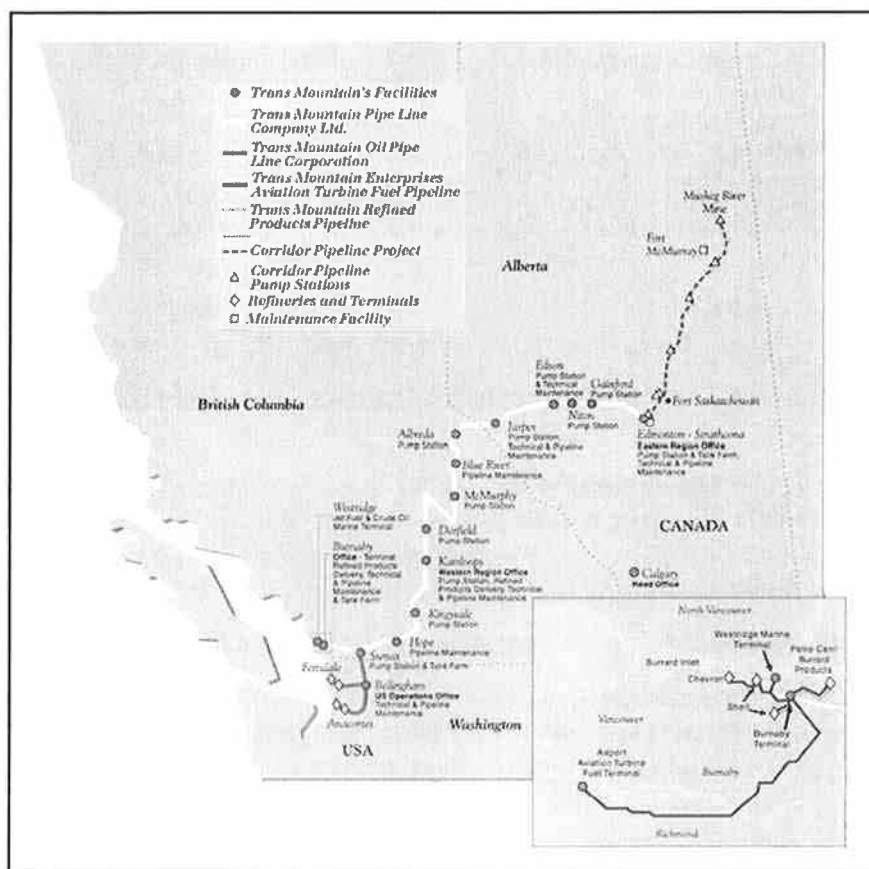 Trans Mountain's Facilities
Trans Mountain Pipe Line
Company Ltd.
Trans Mountain Oil Pipe
Line Corporation
Trans Mountain Enterprises
Aviation Turbine Fuel Pipeline
Trans Mountain Refined
Products Pipeline
Corridor Pipeline Project
Corridor Pipeline
Pump Stations
Refineries and Terminals
Maintenance Facility
Muskeg River
Mine
Fort
McMurray
Alberta
Edson
Pump Station
& Technical
Maintenance
Gainford
Pump Station
Niton
Pump Station
Fort Saskatchewan
British Columbia
Edmonton - Strathcona
Eastern Region Office
Pump Station & Tank Farm,
Technical & Pipeline
Maintenance
Albreda
Pump Station
Jasper
Pump Station,
Technical & Pipeline
Maintenance
Blue River
Pipeline Maintenance
McMurphy
Pump Station
CANADA
Westridge
Jet Fuel & Crude Oil
Marine Terminal
Darfield
Pump Station
Burnaby
Office - Terminal
Refined Products
Delivery, Technical
& Pipeline
Maintenance
& Tank Farm
Kamloops
Western Region Office
Pump Station, Refined
Products Delivery, Technical
& Pipeline Maintenance
Calgary
Head Office
Kingsvale
Pump Station
Hope
Pipeline Maintenance
Sumas
Pump Station & Tank Farm
Ferndale
Bellingham
US Operations Office
Technical & Pipeline
Maintenance
Anacortes
Washington
USA
North Vancouver
Westridge Marine
Terminal
Petro Can/
Burrard
Products
Burrard Inlet
Chevron
Shell
Vancouver
Burnaby
Terminal
Airport
Aviation Turbine
Fuel Terminal
Burnaby
Richmond